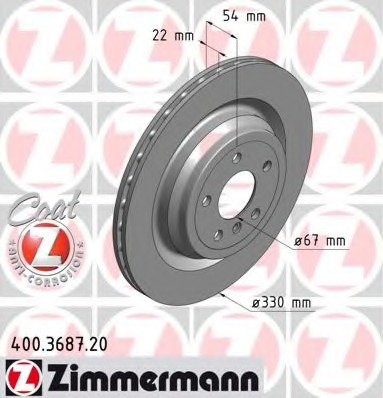 54 mm
22 mm
Coat
Z
ANTI-CORROSION
ø67 mm
ø330 mm
400.3687.20
Z Zimmermann